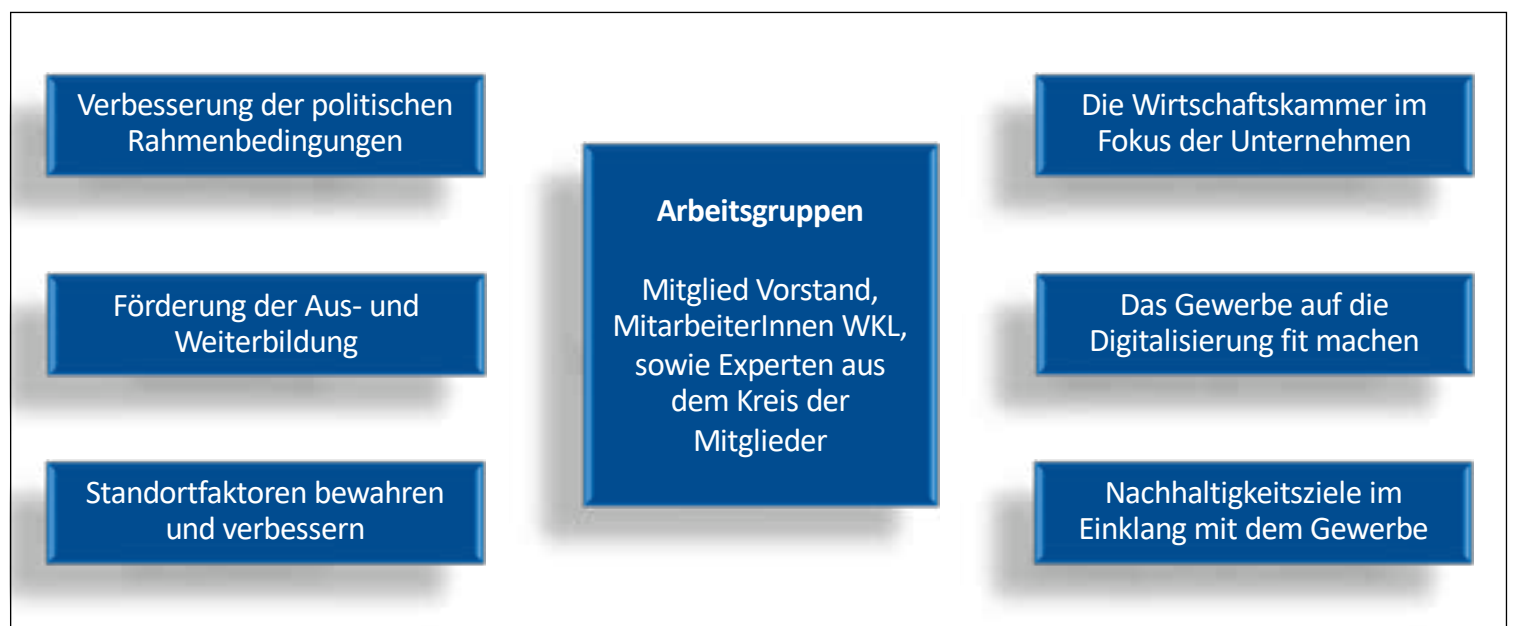 Verbesserung der politischen
Rahmenbedingungen
Förderung der Aus- und
Weiterbildung
Standortfaktoren bewahren
und verbessern
Arbeitsgruppen
Mitglied Vorstand,
MitarbeiterInnen WKL,
sowie Experten aus
dem Kreis der
Mitglieder
Die Wirtschaftskammer im
Fokus der Unternehmen
Das Gewerbe auf die
Digitalisierung fit machen
Nachhaltigkeitsziele im
Einklang mit dem Gewerbe